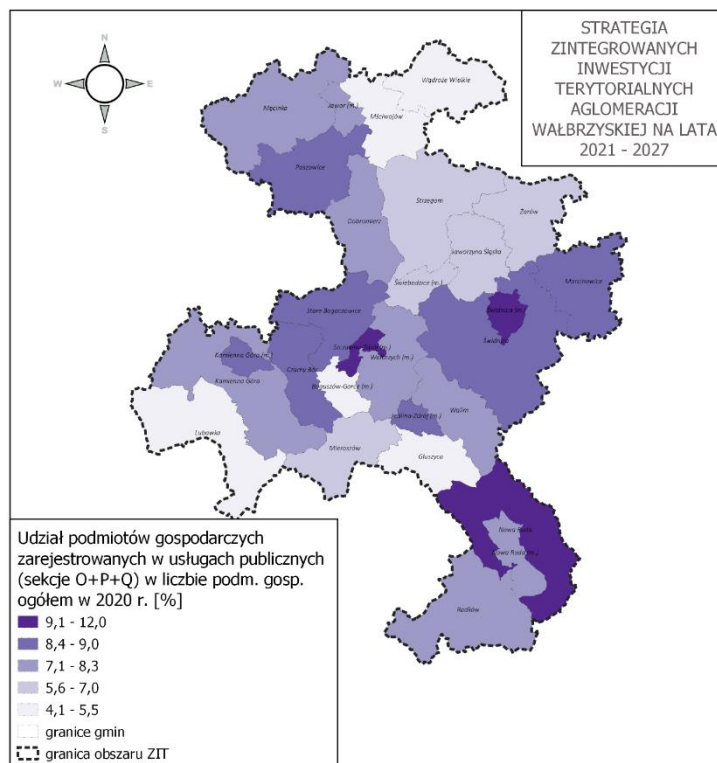 STRATEGIA
ZINTEGROWANYCH
INWESTYCJI
TERYTORIALNYCH
AGLOMERACJI
WAŁBRZYSKIEJ NA LATA
2021 - 2027
N
W
E
S
Wądroże Wielkie
Męcinka
Jawor (m.)
Mściwojów
Paszowice
Strzegom
Żarów
Dobromierz
Jaworzyna Śląska
Świebodzice (m.)
Marcinowice
Stare Bogaczowice
Świdnica (m.)
Świdnica
Szczawno-Zdrój (m.)
Kamienna Góra (m.)
Wałbrzych (m.)
Czarny Bór
Kamienna Góra
Boguszów-Gorce (m.)
Jedlina-Zdrój (m.)
Walim
Lubawka
Mieroszów
Głuszyca
Nowa Ruda
Nowa Ruda (m.)
Radków
Udział podmiotów gospodarczych
zarejestrowanych w usługach publicznych
(sekcje O+P+Q) w liczbie podm. gosp.
ogółem w 2020 r. [%]
9,1 - 12,0
8,4 - 9,0
7,1 - 8,3
5,6 - 7,0
4,1 - 5,5
granice gmin
granica obszaru ZIT